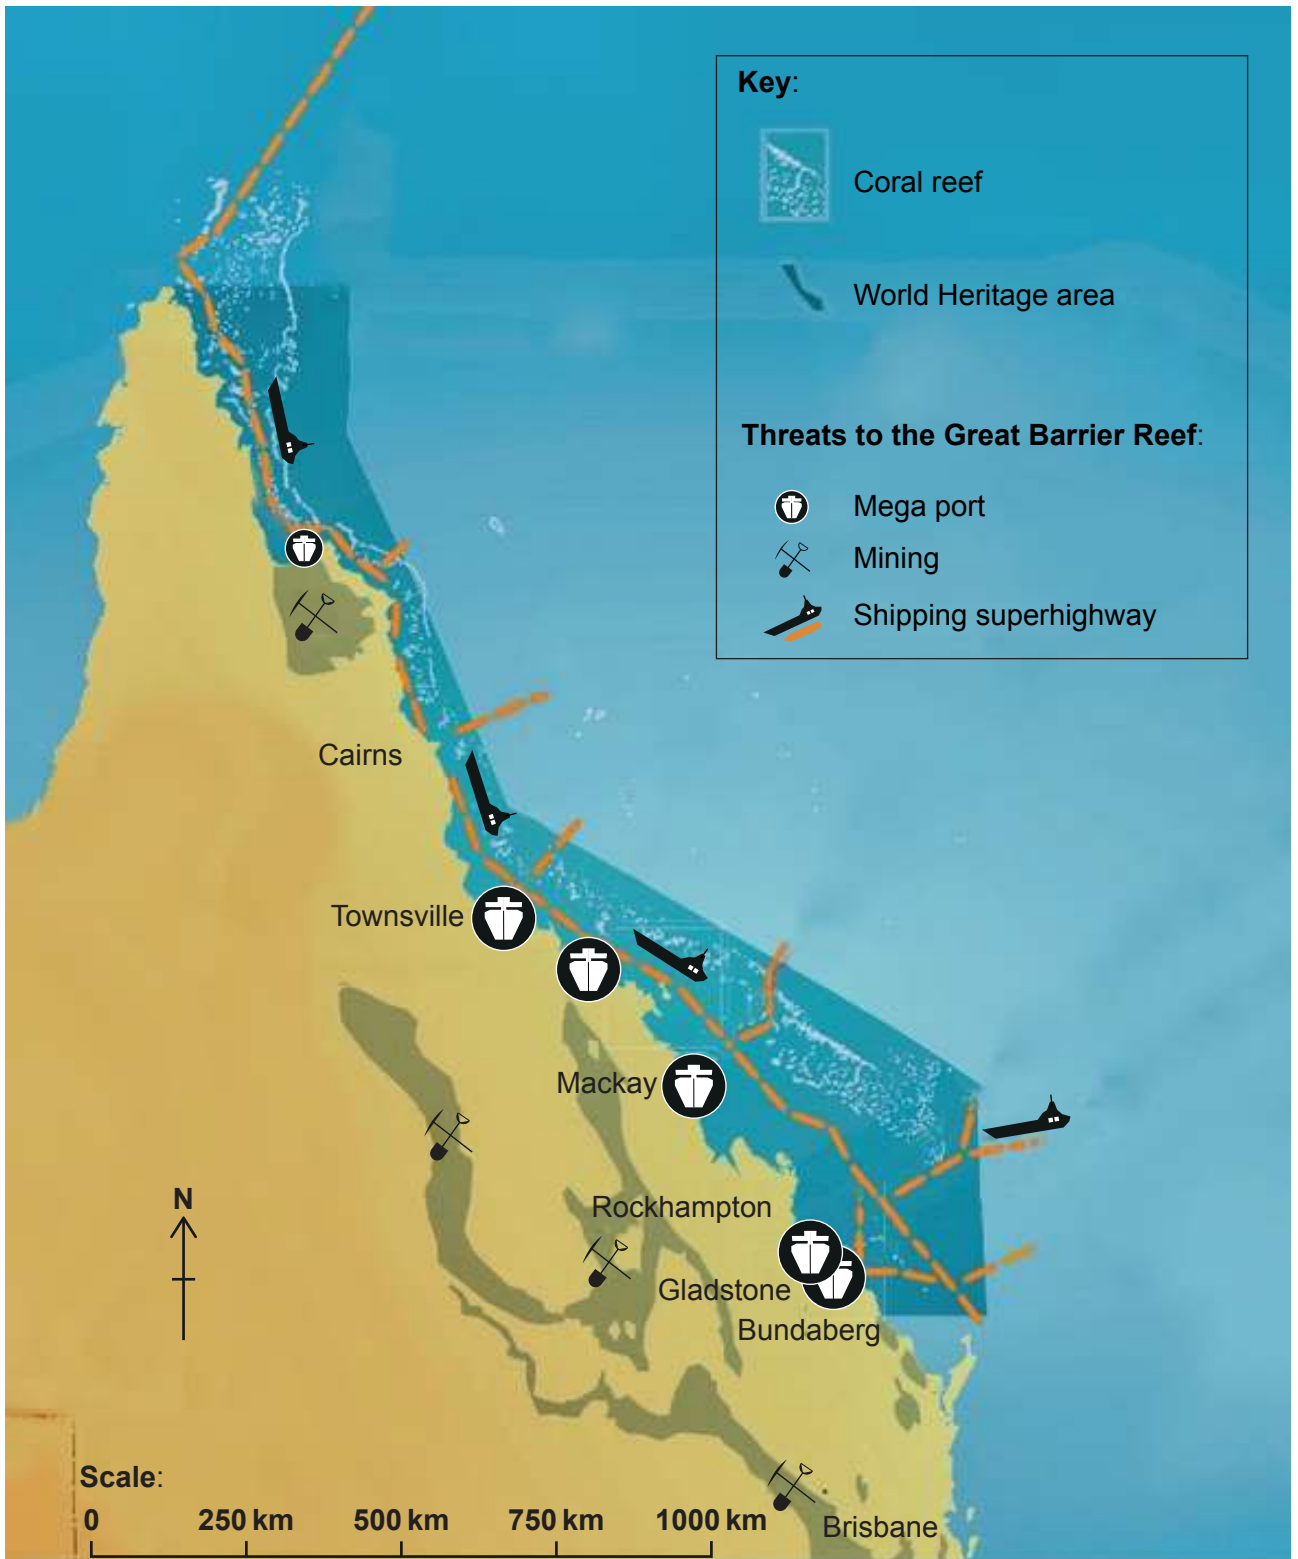 Key:
Coral reef
World Heritage area
Threats to the Great Barrier Reef:
Mega port
Mining
Shipping superhighway
Cairns
Townsville
Mackay
N
Rockhampton
Gladstone
Bundaberg
Scale:
0 250 km 500 km 750 km 1000 km
Brisbane